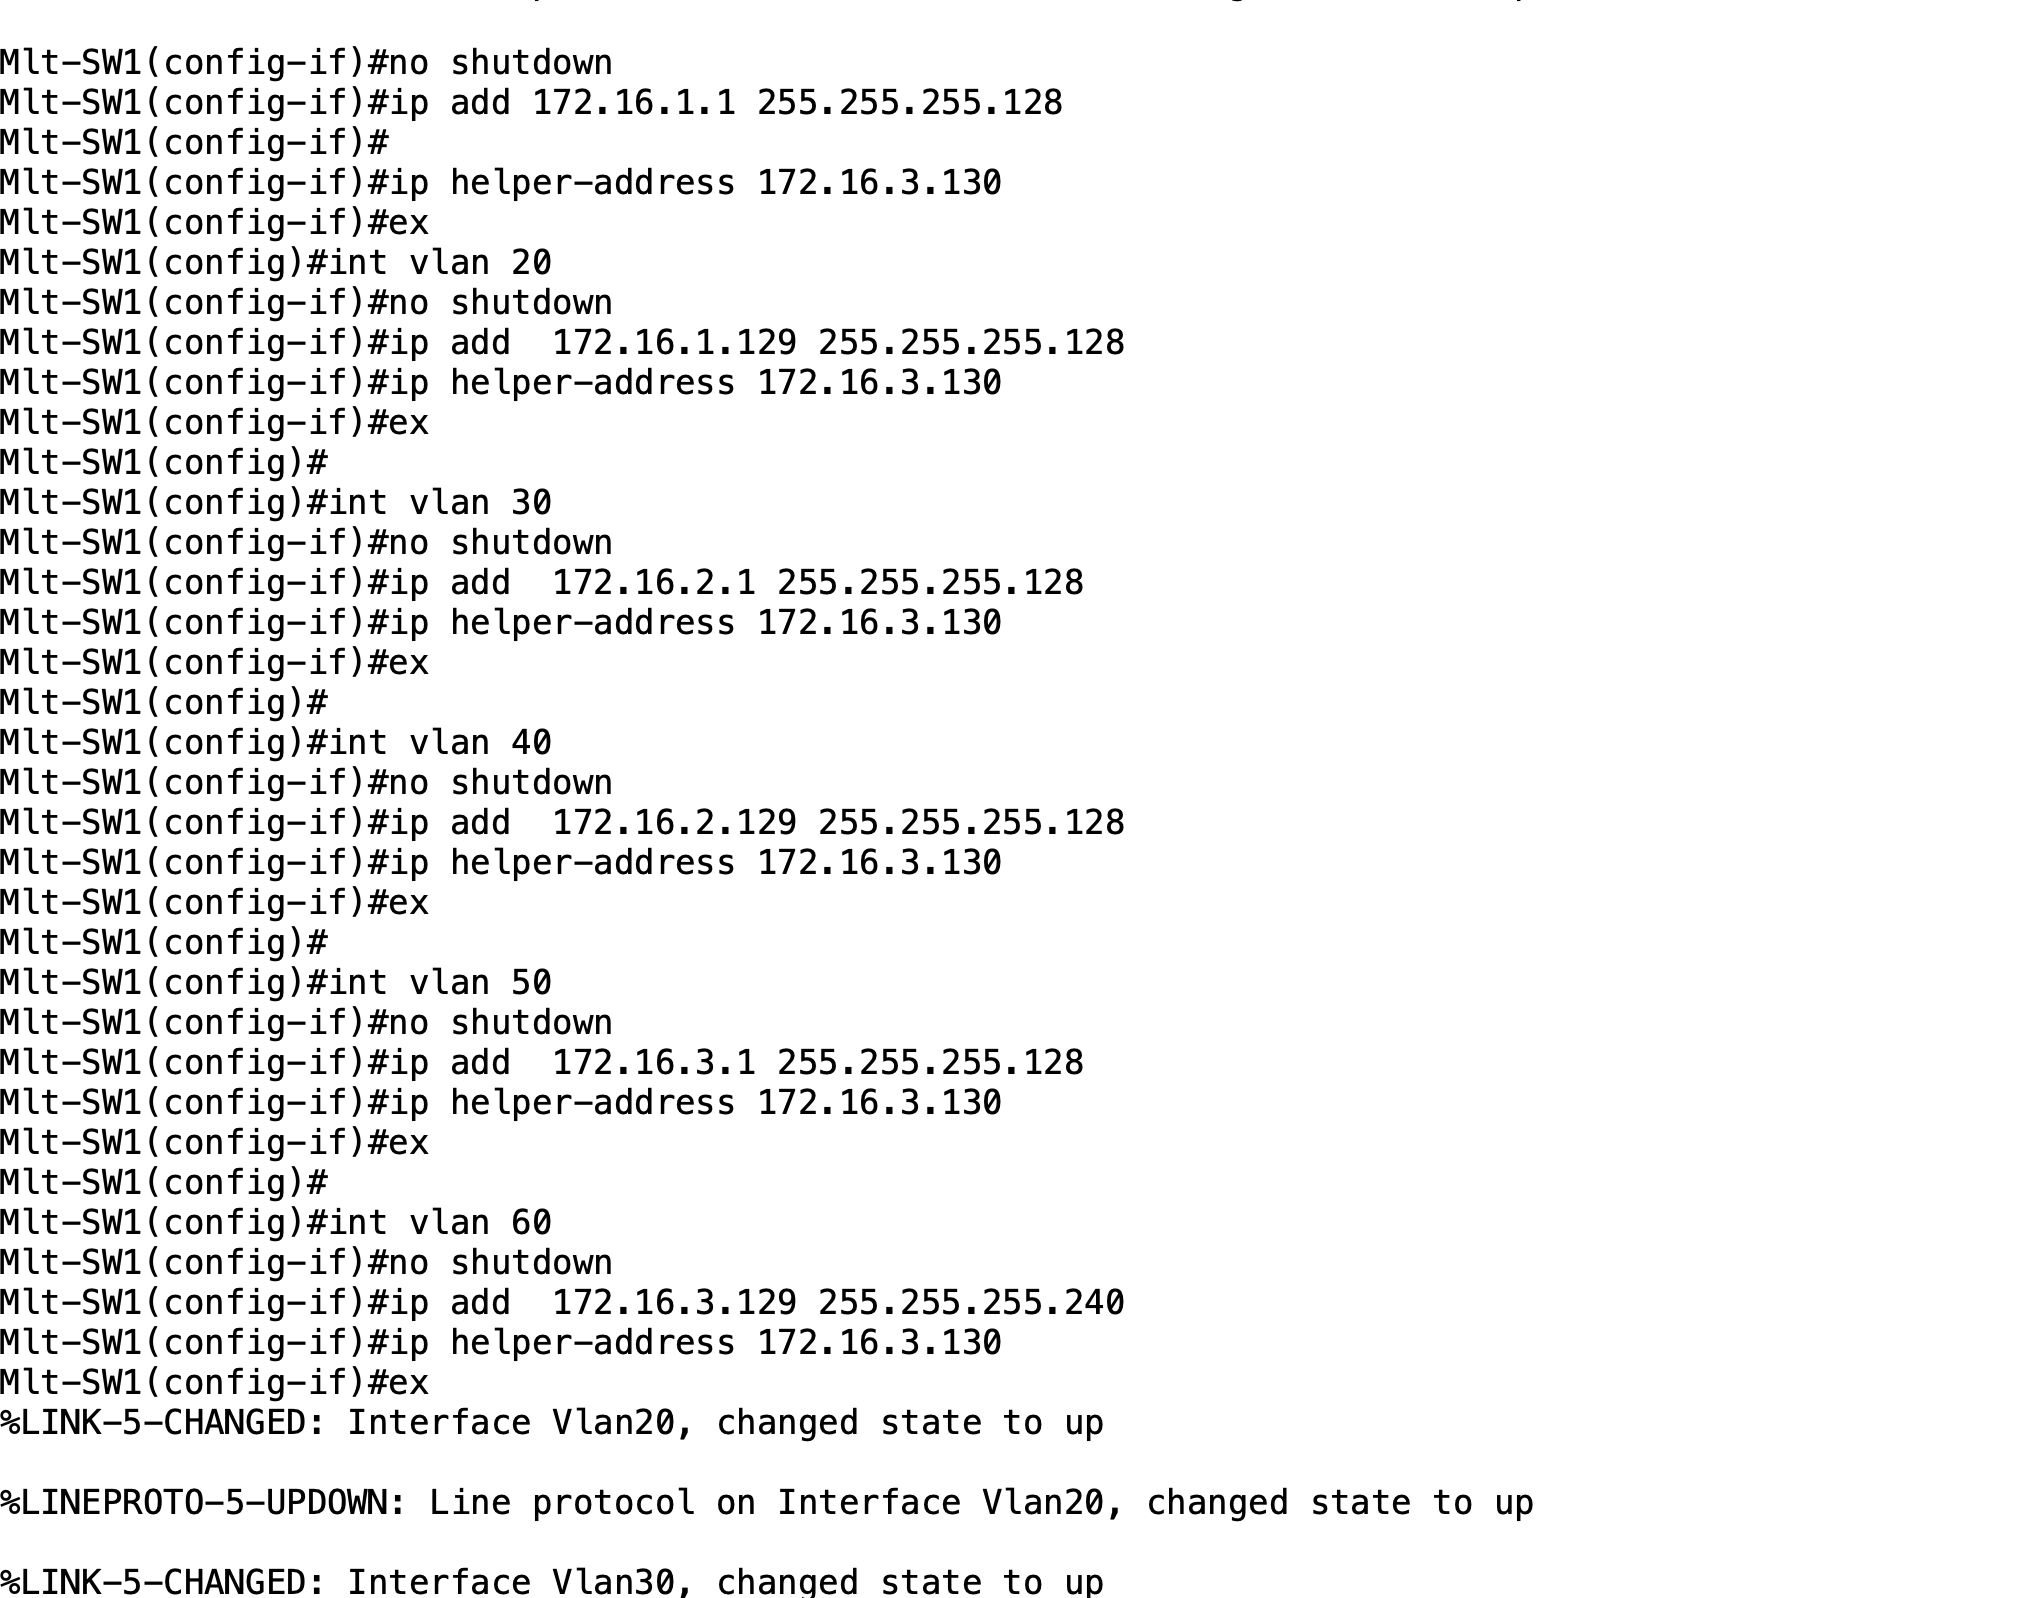 Mlt-SW1(config-if)#no shutdown
Mlt-SW1(config-if)#ip add 172.16.1.1 255.255.255.128
Mlt-SW1(config-if)#
Mlt-SW1(config-if)#ip helper-address 172.16.3.130
Mlt-SW1(config-if)#ex
Mlt-SW1(config)#int vlan 20
Mlt-SW1(config-if)#no shutdown
Mlt-SW1(config-if)#ip add  172.16.1.129 255.255.255.128
Mlt-SW1(config-if)#ip helper-address 172.16.3.130
Mlt-SW1(config-if)#ex
Mlt-SW1(config)#
Mlt-SW1(config)#int vlan 30
Mlt-SW1(config-if)#no shutdown
Mlt-SW1(config-if)#ip add  172.16.2.1 255.255.255.128
Mlt-SW1(config-if)#ip helper-address 172.16.3.130
Mlt-SW1(config-if)#ex
Mlt-SW1(config)#
Mlt-SW1(config)#int vlan 40
Mlt-SW1(config-if)#no shutdown
Mlt-SW1(config-if)#ip add  172.16.2.129 255.255.255.128
Mlt-SW1(config-if)#ip helper-address 172.16.3.130
Mlt-SW1(config-if)#ex
Mlt-SW1(config)#
Mlt-SW1(config)#int vlan 50
Mlt-SW1(config-if)#no shutdown
Mlt-SW1(config-if)#ip add  172.16.3.1 255.255.255.128
Mlt-SW1(config-if)#ip helper-address 172.16.3.130
Mlt-SW1(config-if)#ex
Mlt-SW1(config)#
Mlt-SW1(config)#int vlan 60
Mlt-SW1(config-if)#no shutdown
Mlt-SW1(config-if)#ip add  172.16.3.129 255.255.255.240
Mlt-SW1(config-if)#ip helper-address 172.16.3.130
Mlt-SW1(config-if)#ex
%LINK-5-CHANGED: Interface Vlan20, changed state to up
%LINEPROTO-5-UPDOWN: Line protocol on Interface Vlan20, changed state to up
%LINK-5-CHANGED: Interface Vlan30, changed state to up